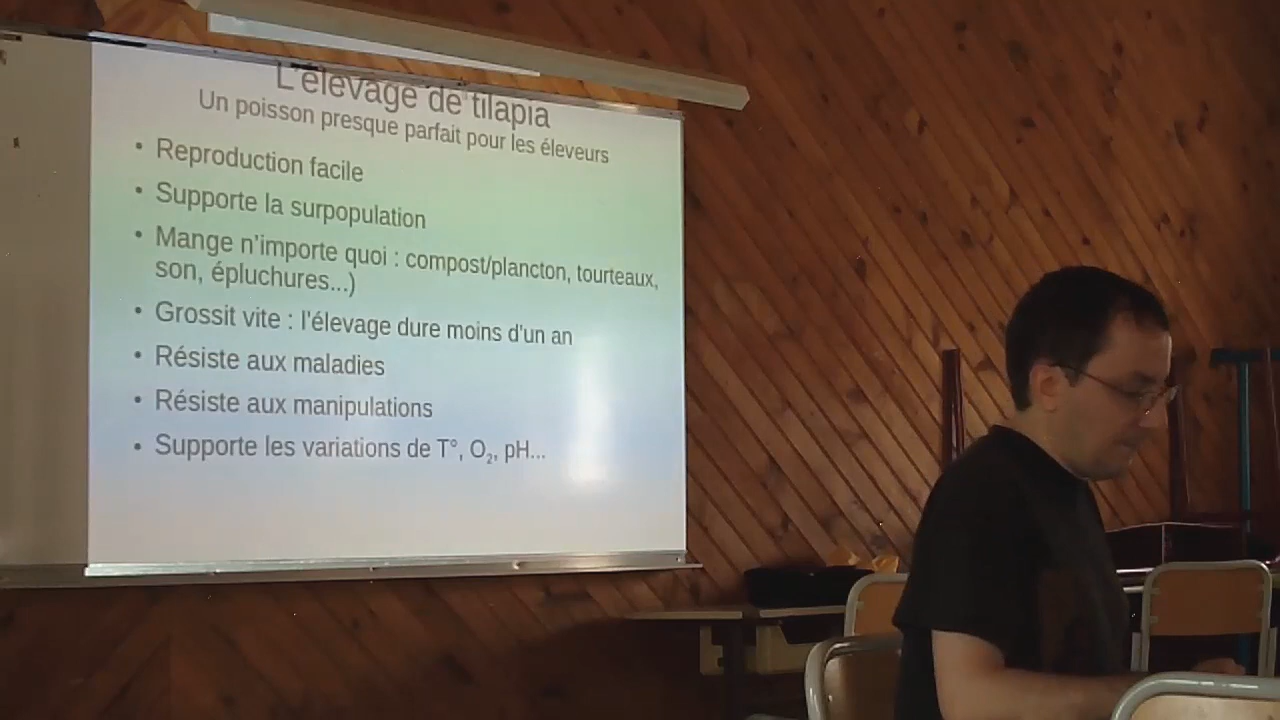 L'élevage de tilapia
Un poisson presque parfait pour les éleveurs
• Reproduction facile
• Supporte la surpopulation
• Mange n'importe quoi : compost/plancton, tourteaux,
son, épluchures...)
• Grossit vite : l'élevage dure moins d'un an
• Résiste aux maladies
• Résiste aux manipulations
• Supporte les variations de T°, O₂, pH...